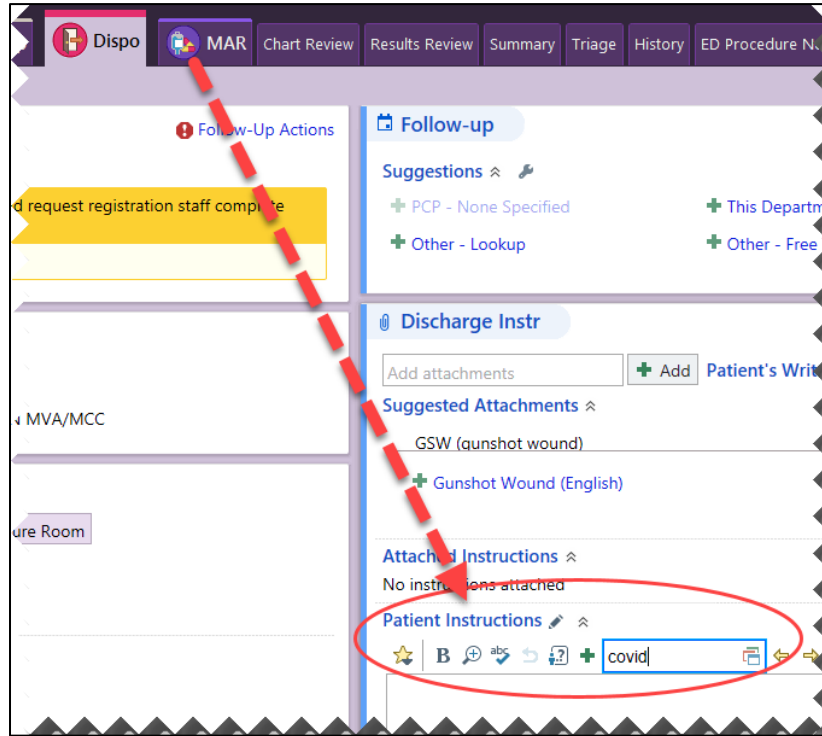 Dispo MAR Chart Review Results Review Summary Triage History ED Procedure
Follow-Up Actions
d request registration staff complete
MVA/MCC
ure Room
Follow-up
Suggestions
PCP - None Specified This Departm
Other - Lookup Other - Free
Discharge Instr
Add attachments Add Patient's Writ
Suggested Attachments
GSW (gunshot wound)
Gunshot Wound (English)
Attached Instructions
No instructions attached
Patient Instructions
B abc covid